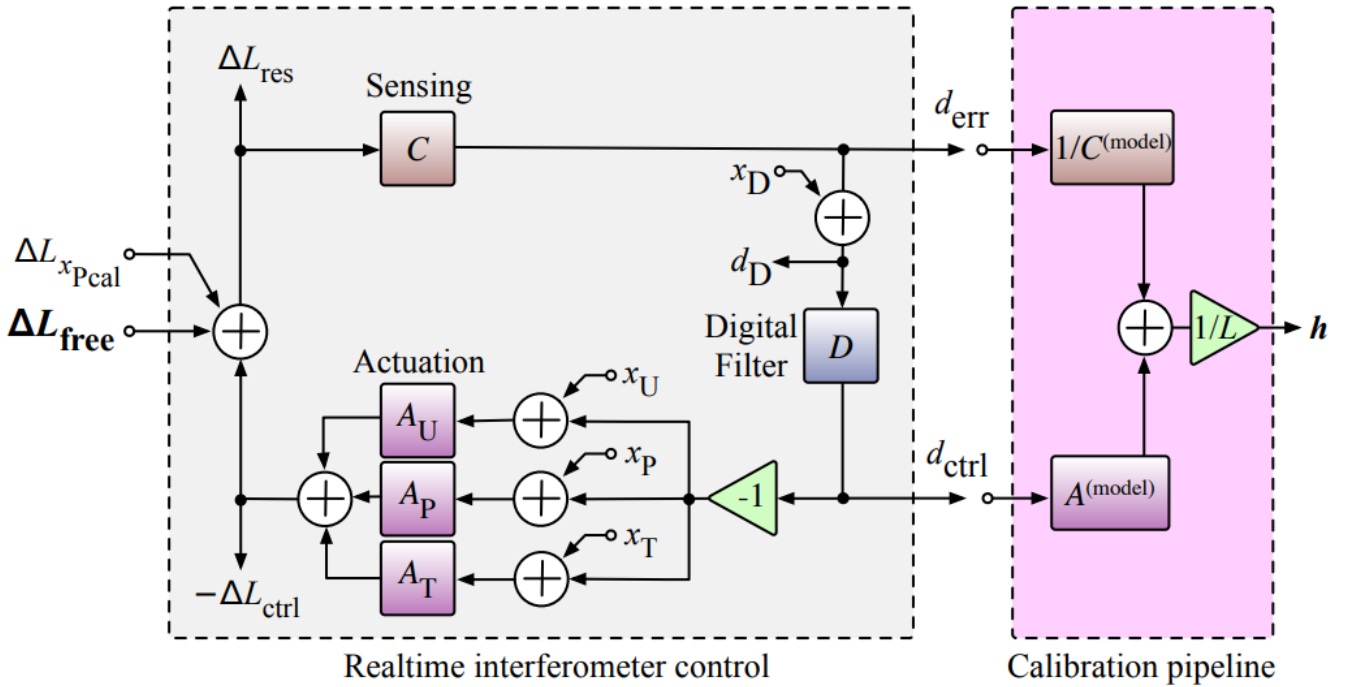 ΔL_res
Sensing
C
d_err
1/C^(model)
x_D
d_D
ΔL_x_Pcal
ΔL_free
Digital
Filter
D
1/L
h
Actuation
A_U
x_U
A_P
x_P
-1
d_ctrl
A^(model)
A_T
x_T
−ΔL_ctrl
Realtime interferometer control
Calibration pipeline